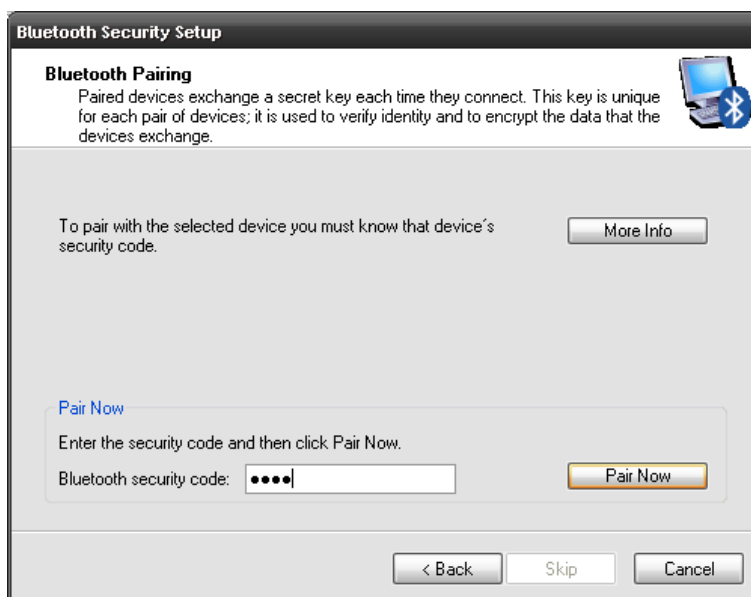 Bluetooth Security Setup
Bluetooth Pairing
Paired devices exchange a secret key each time they connect. This key is unique
for each pair of devices; it is used to verify identity and to encrypt the data that the
devices exchange.
To pair with the selected device you must know that device´s
security code.
More Info
Pair Now
Enter the security code and then click Pair Now.
Bluetooth security code: ●●●●
Pair Now
< Back
Skip
Cancel